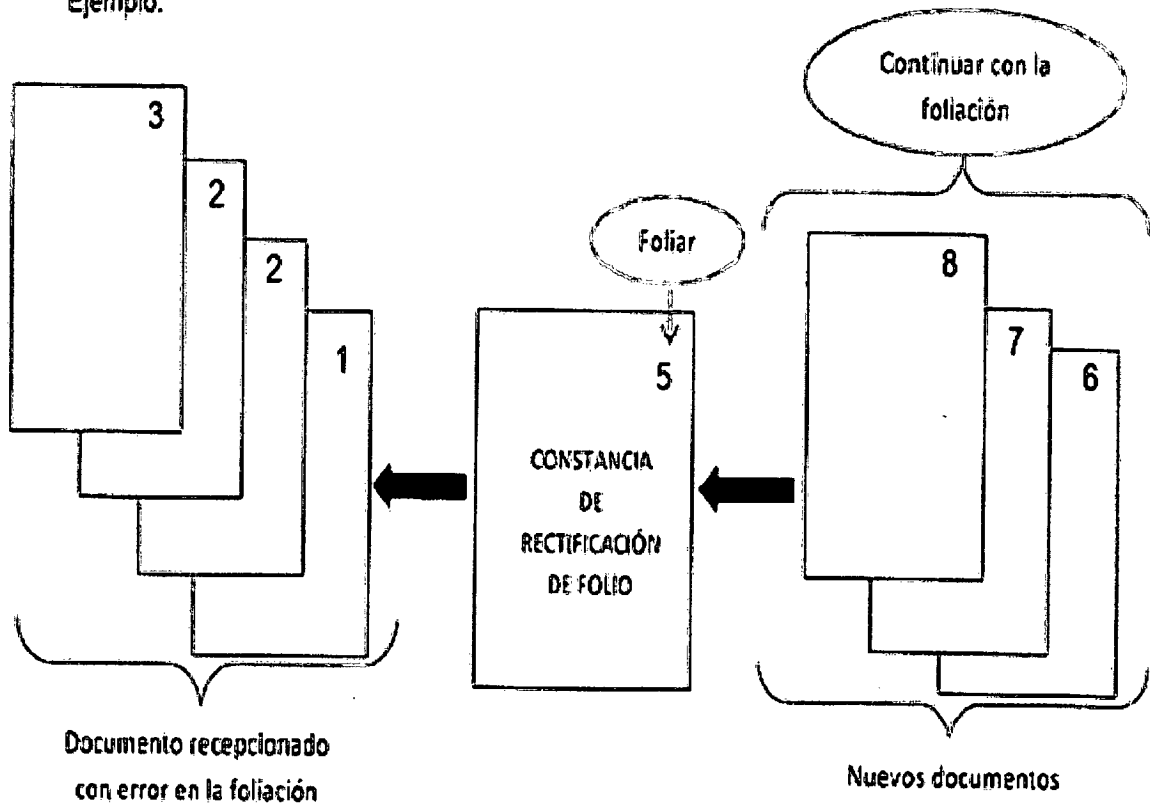 Ejemplo:
3
2
2
1
Documento recepcionado
con error en la foliación
Foliar
5
CONSTANCIA
DE
RECTIFICACIÓN
DE FOLIO
Continuar con la
foliación
8
7
6
Nuevos documentos